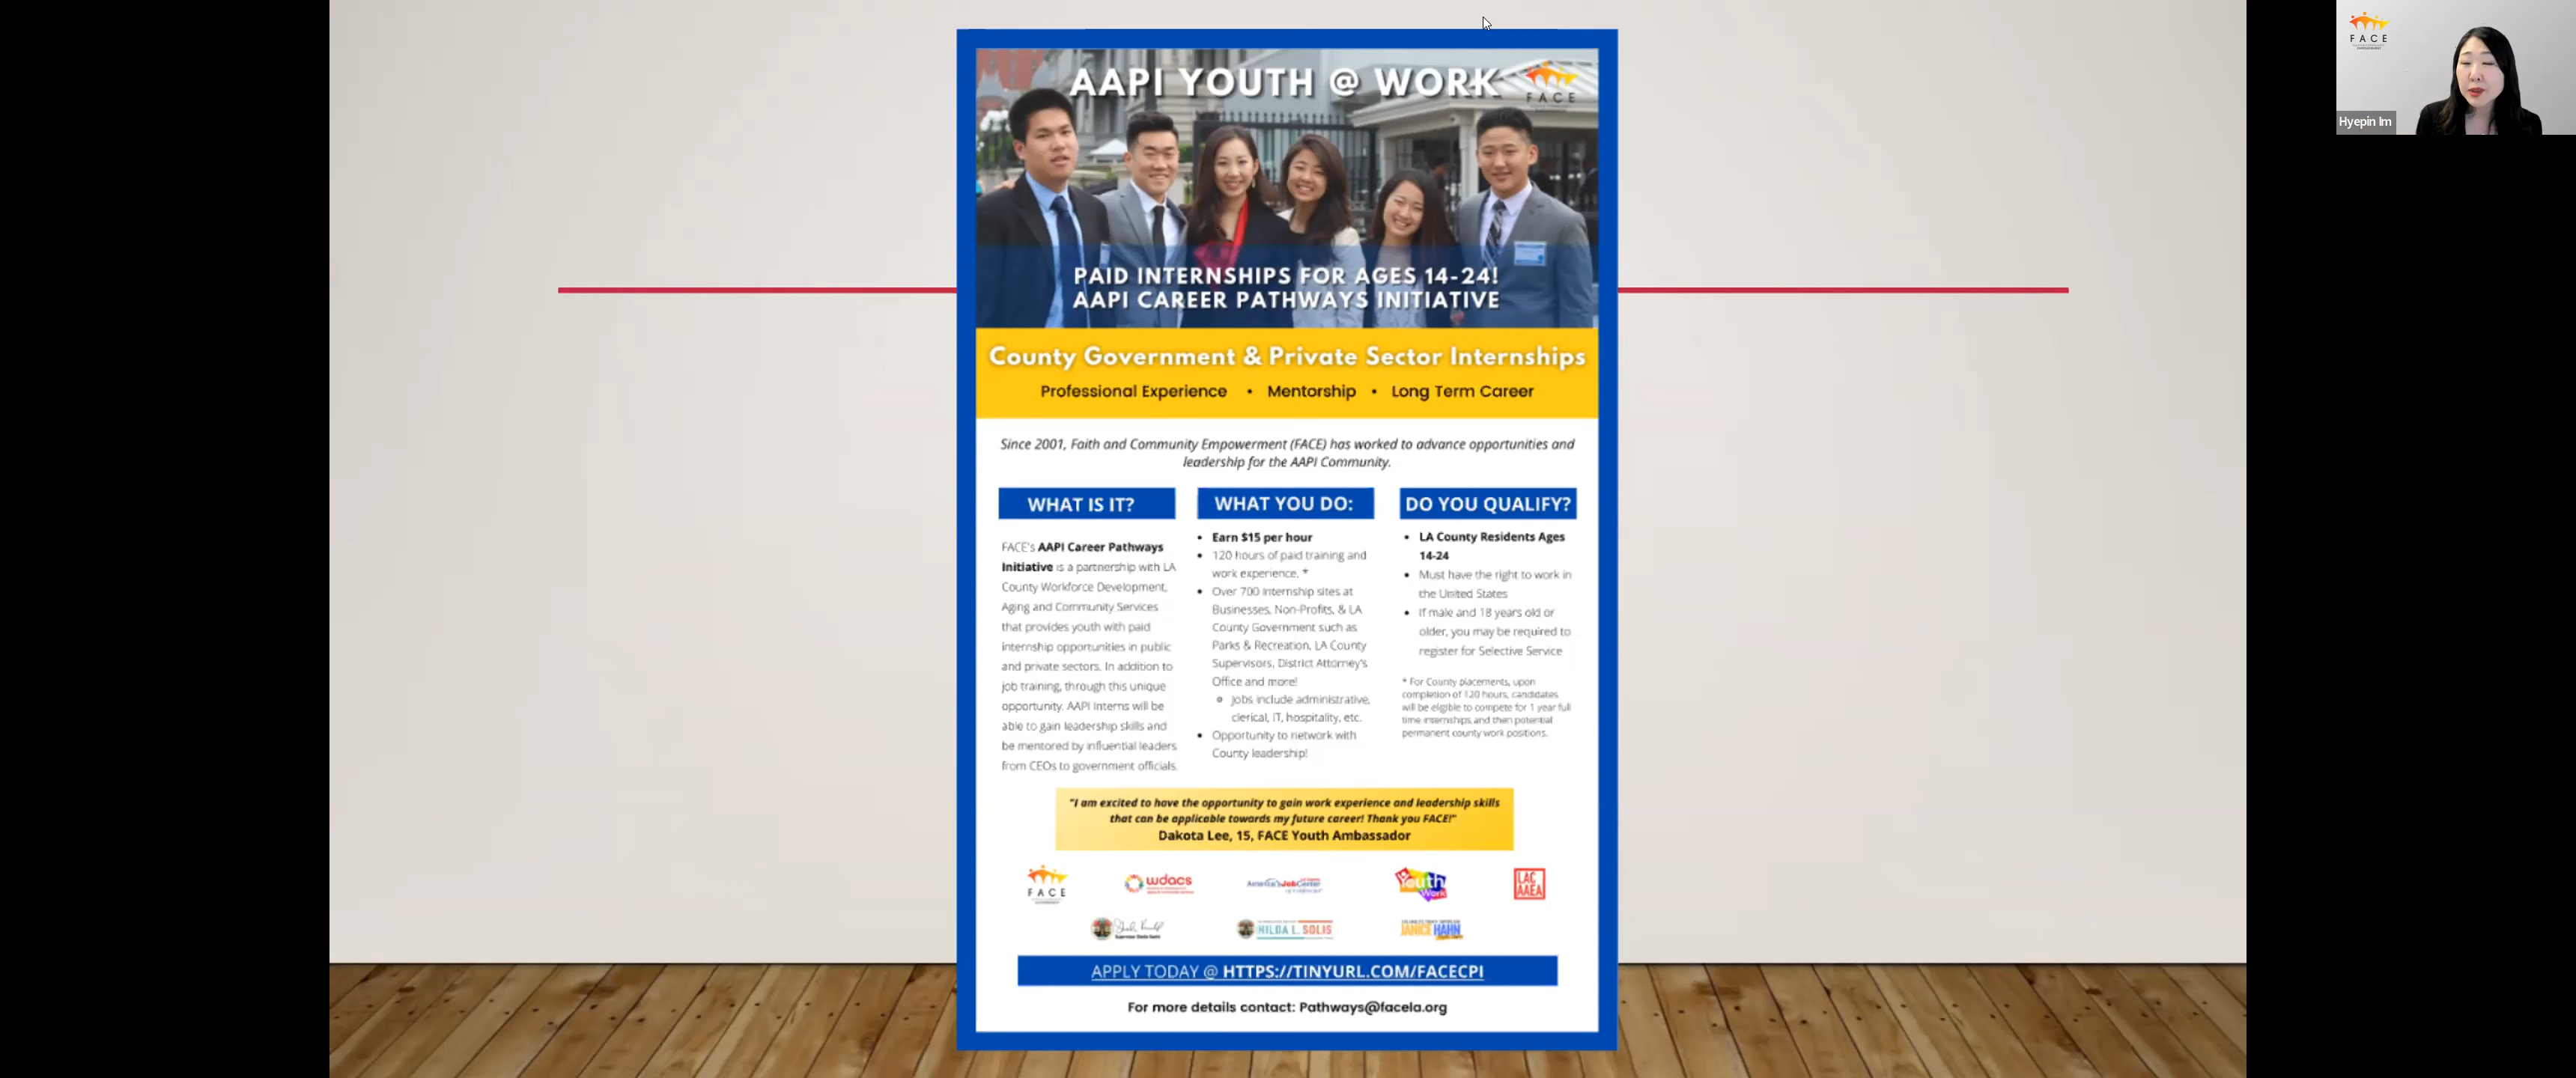 AAPI YOUTH @ WORK
FACE
PAID INTERNSHIPS FOR AGES 14-24!
AAPI CAREER PATHWAYS INITIATIVE
County Government & Private Sector Internships
Professional Experience • Mentorship • Long Term Career
Since 2001, Faith and Community Empowerment (FACE) has worked to advance opportunities and
leadership for the AAPI Community.
WHAT IS IT?
FACE's AAPI Career Pathways
Initiative is a partnership with LA
County Workforce Development,
Aging and Community Services
that provides youth with paid
internship opportunities in public
and private sectors. In addition to
job training, through this unique
opportunity. AAPI Interns will be
able to gain leadership skills and
be mentored by influential leaders
from CEOs to government officials.
WHAT YOU DO:
• Earn $15 per hour
• 120 hours of paid training and
work experience. *
• Over 700 internship sites at
Businesses, Non-Profits, & LA
County Government such as
Parks & Recreation, LA County
Supervisors, District Attorney's
Office and more!
o Jobs include administrative,
clerical, IT, hospitality, etc.
• Opportunity to network with
County leadership!
DO YOU QUALIFY?
• LA County Residents Ages
14-24
• Must have the right to work in
the United States
• If male and 18 years old or
older, you may be required to
register for Selective Service
* For County placements, upon
completion of 120 hours, candidates
will be eligible to compete for 1 year full
time internships and then potential
permanent county work positions.
"I am excited to have the opportunity to gain work experience and leadership skills
that can be applicable towards my future career! Thank you FACE!"
Dakota Lee, 15, FACE Youth Ambassador
FACE
wdacs
America's JobCenter
Youth
Work
LAC
AAEA
HILDA L. SOLIS
JANICE HAHN
APPLY TODAY @ HTTPS://TINYURL.COM/FACECPI
For more details contact: Pathways@facela.org
FACE
Hyepin Im